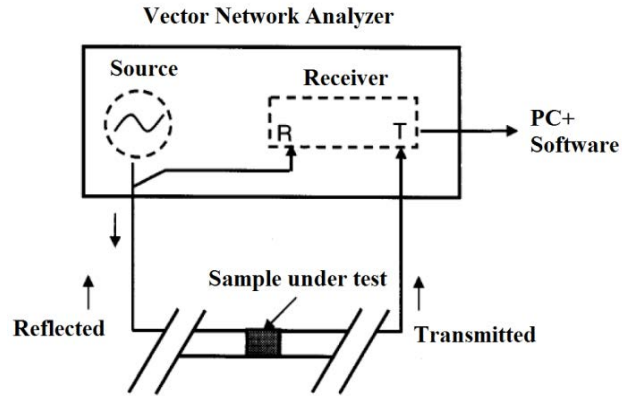 Vector Network Analyzer
Source
Receiver
R
T
PC+
Software
Sample under test
Reflected
Transmitted